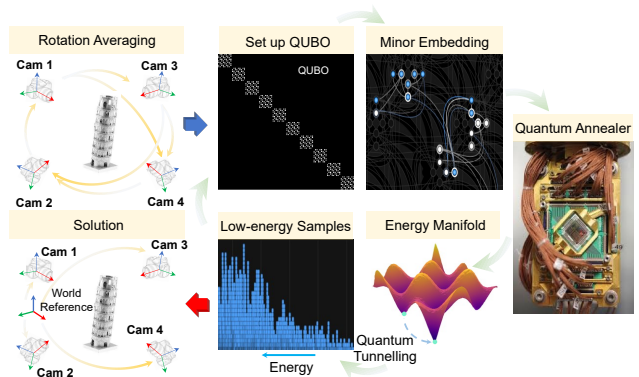 Rotation Averaging
Cam 1
Cam 3
Cam 2
Cam 4
Set up QUBO
QUBO
Minor Embedding
Quantum Annealer
Solution
Cam 1
Cam 3
World
Reference
Cam 4
Cam 2
Low-energy Samples
Energy
Energy Manifold
Quantum
Tunnelling